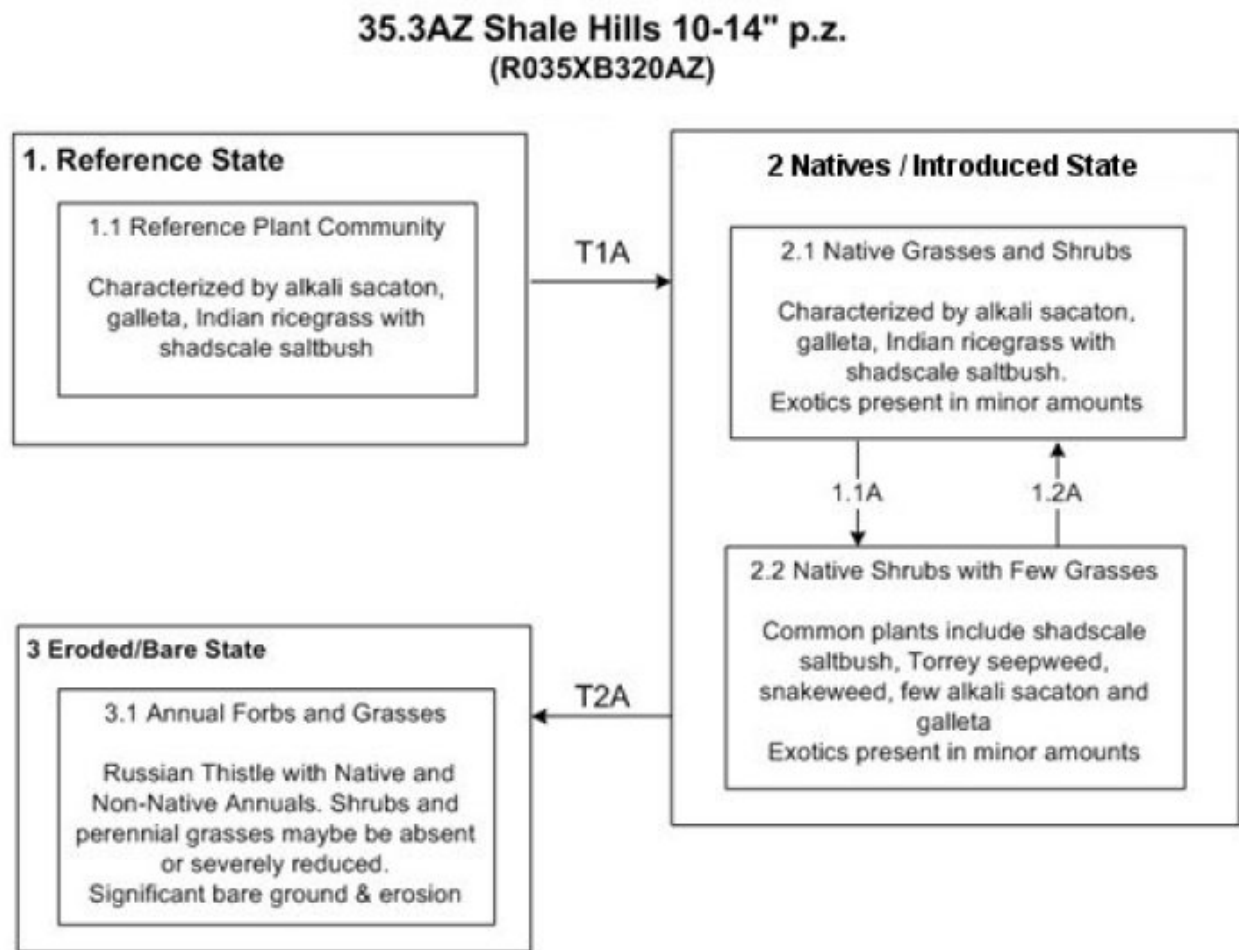 35.3AZ Shale Hills 10-14" p.z.
(R035XB320AZ)
1. Reference State
1.1 Reference Plant Community
Characterized by alkali sacaton,
galleta, Indian ricegrass with
shadscale saltbush
T1A
2 Natives / Introduced State
2.1 Native Grasses and Shrubs
Characterized by alkali sacaton,
galleta, Indian ricegrass with
shadscale saltbush.
Exotics present in minor amounts
1.1A
1.2A
2.2 Native Shrubs with Few Grasses
Common plants include shadscale
saltbush, Torrey seepweed,
snakeweed, few alkali sacaton and
galleta
Exotics present in minor amounts
T2A
3 Eroded/Bare State
3.1 Annual Forbs and Grasses
Russian Thistle with Native and
Non-Native Annuals. Shrubs and
perennial grasses maybe be absent
or severely reduced.
Significant bare ground & erosion